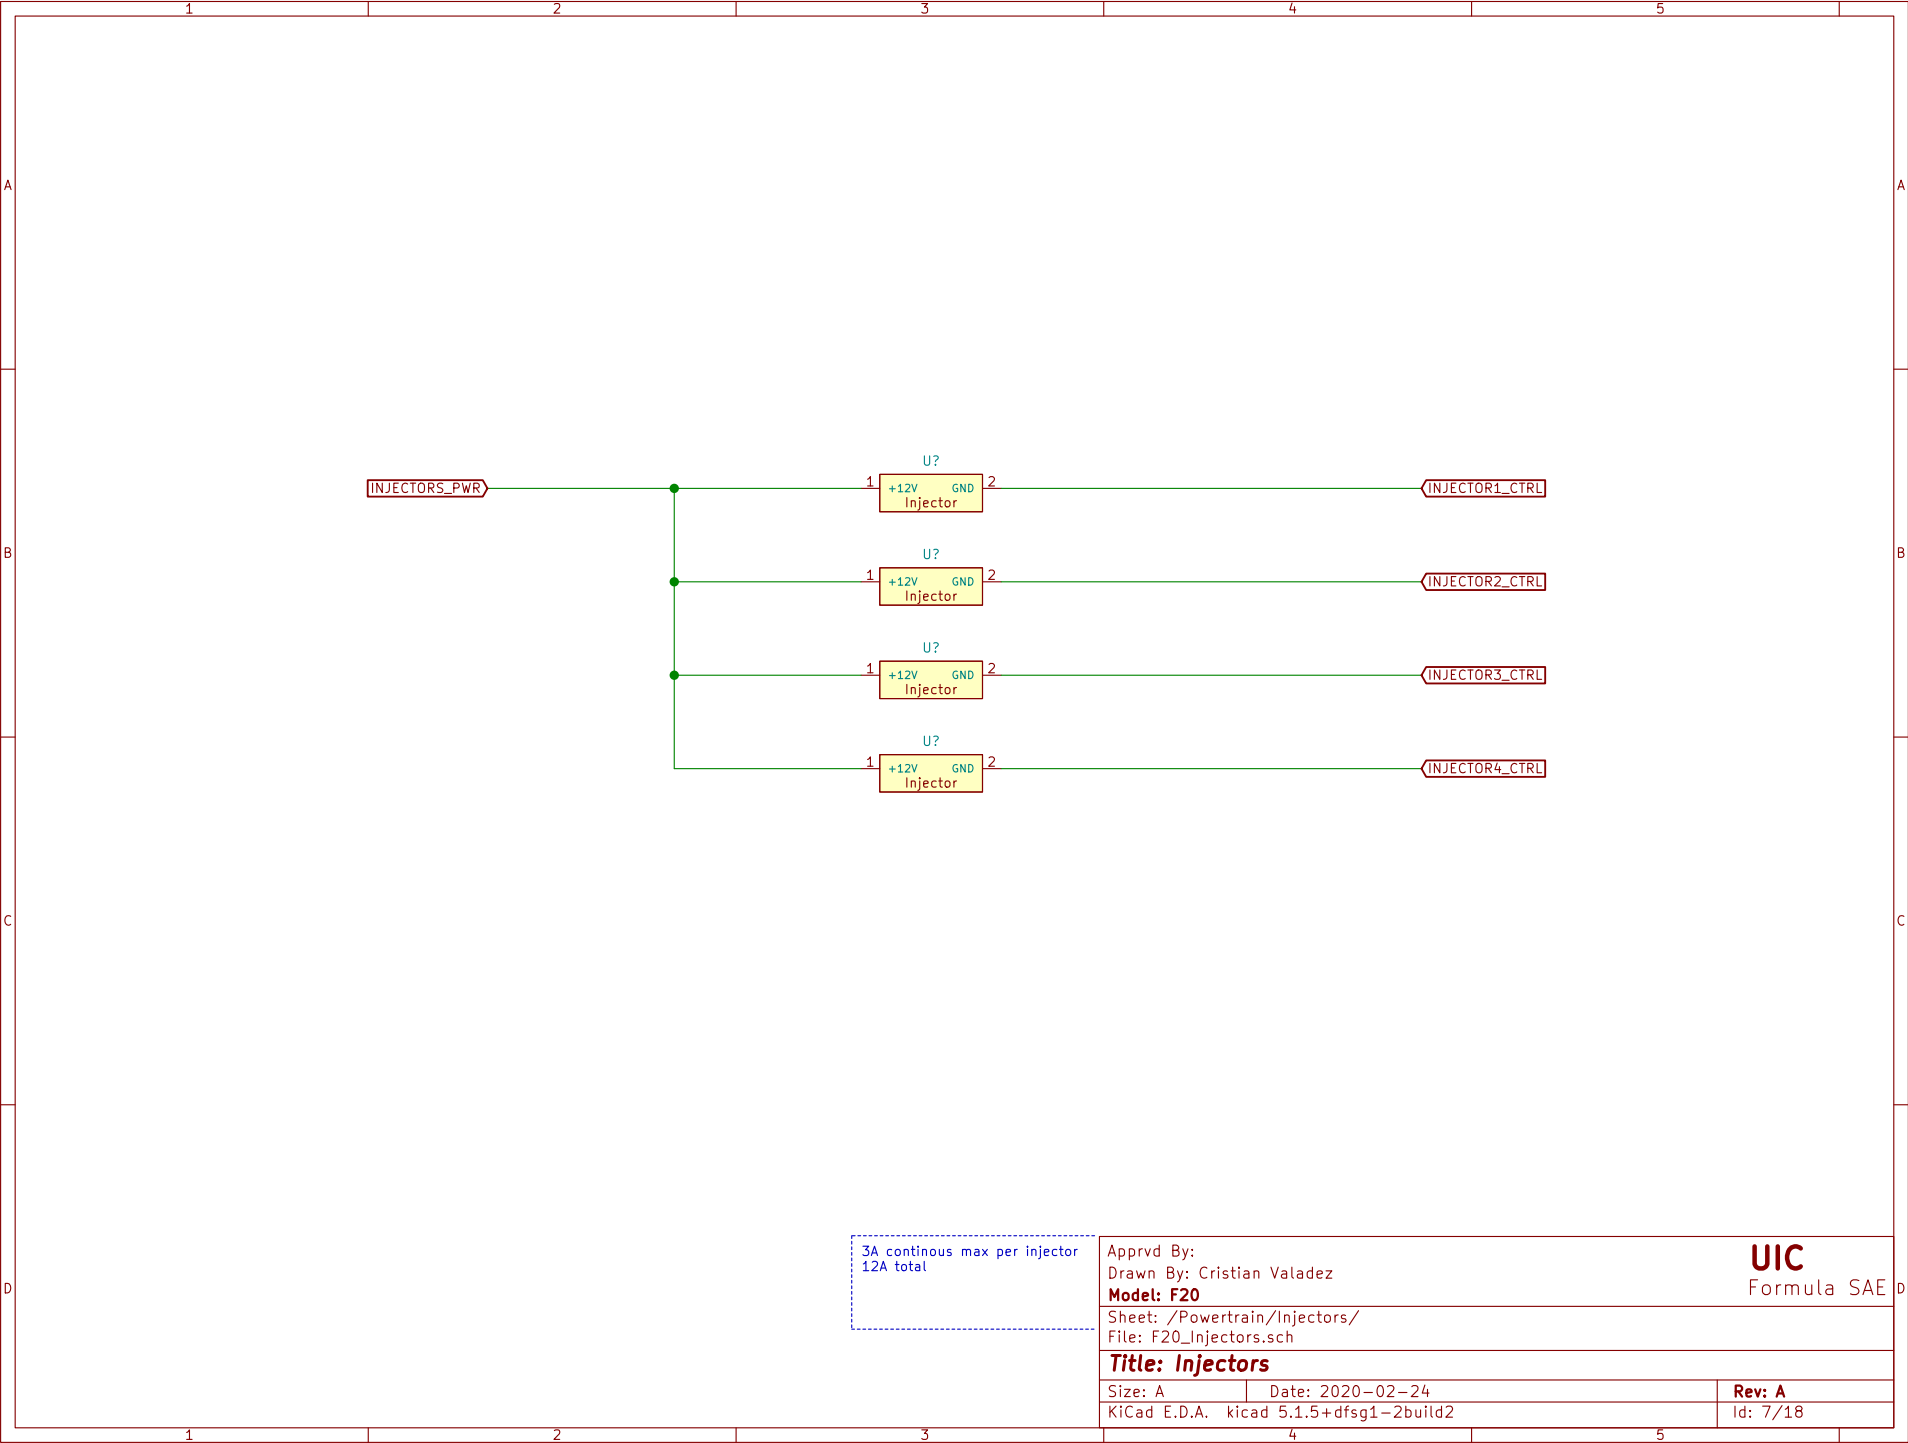 1 2 3 4 5
A A
U?
INJECTORS_PWR 1 +12V GND 2 INJECTOR1_CTRL
Injector
B B
U?
1 +12V GND 2 INJECTOR2_CTRL
Injector
U?
1 +12V GND 2 INJECTOR3_CTRL
Injector
U?
1 +12V GND 2 INJECTOR4_CTRL
Injector
C C
3A continous max per injector
12A total
Apprvd By:
Drawn By: Cristian Valadez
Model: F20
UIC
Formula SAE
D D
Sheet: /Powertrain/Injectors/
File: F20_Injectors.sch
Title: Injectors
Size: A Date: 2020-02-24 Rev: A
KiCad E.D.A. kicad 5.1.5+dfsg1-2build2 Id: 7/18
1 2 3 4 5